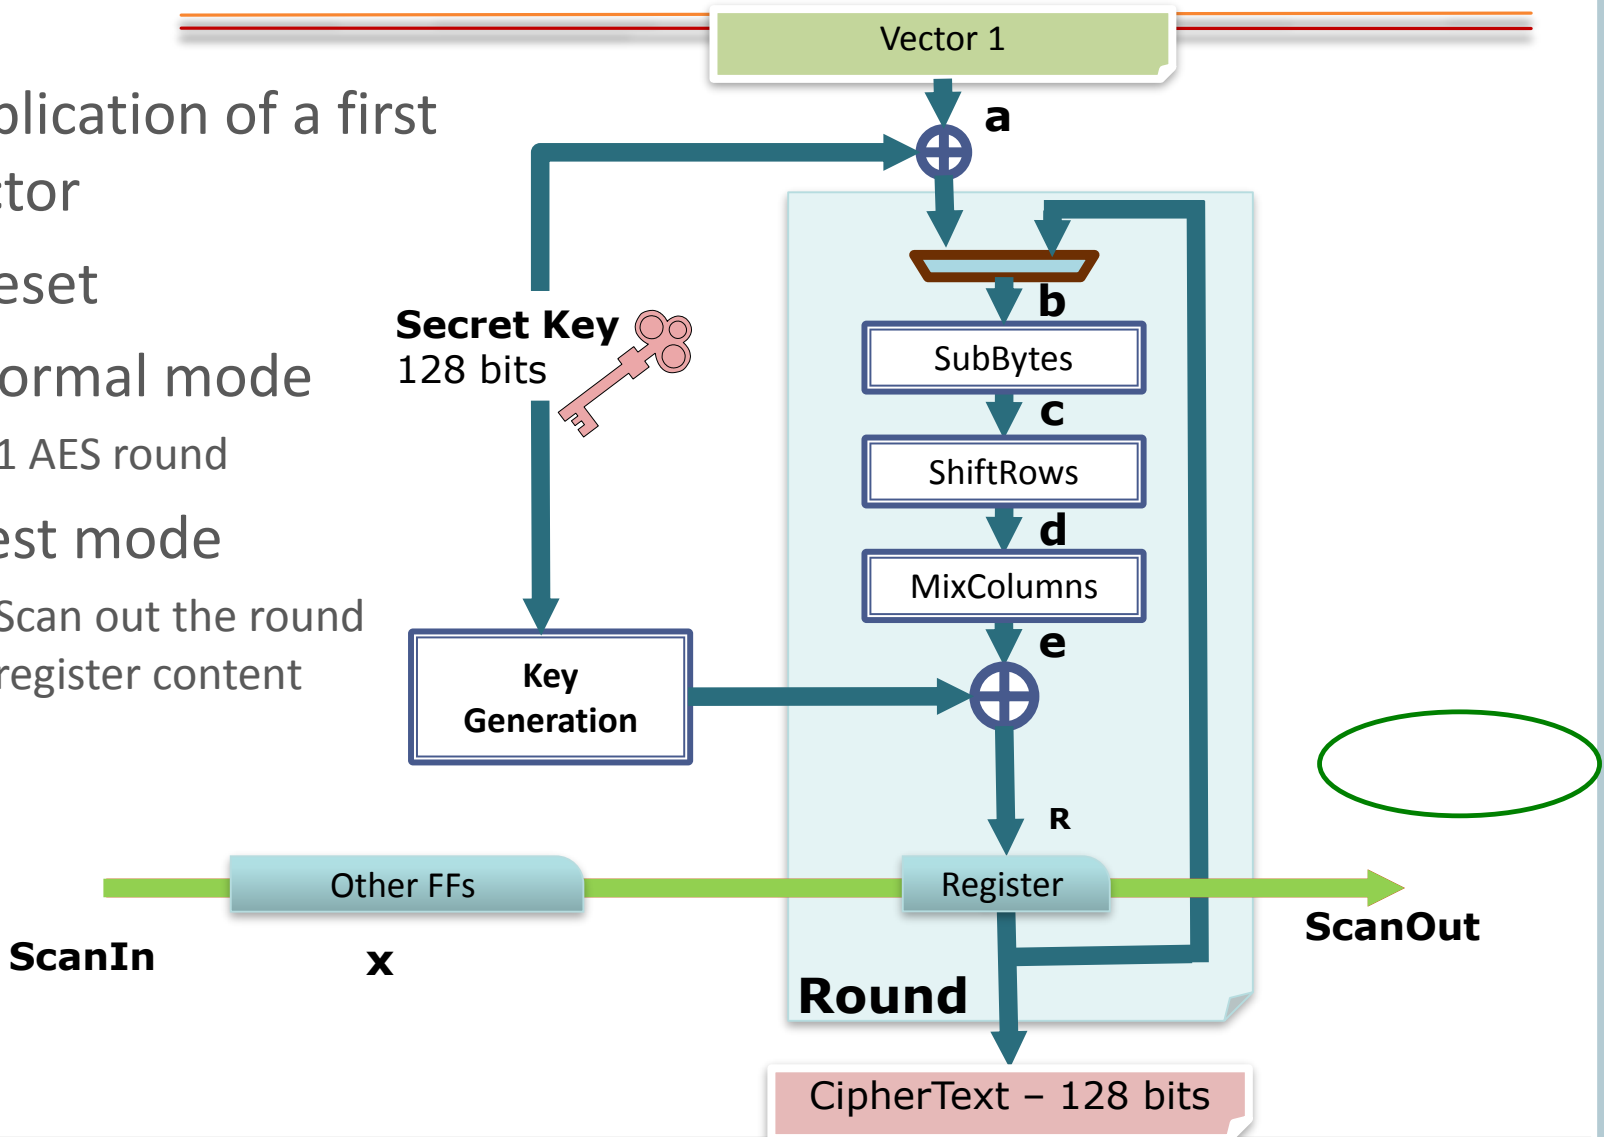 Vector 1
plication of a first
ctor
eset
ormal mode
1 AES round
est mode
Scan out the round
register content
a
Secret Key
128 bits
b
SubBytes
c
ShiftRows
d
MixColumns
e
Key
Generation
R
Other FFs
Register
ScanIn
x
ScanOut
Round
CipherText – 128 bits